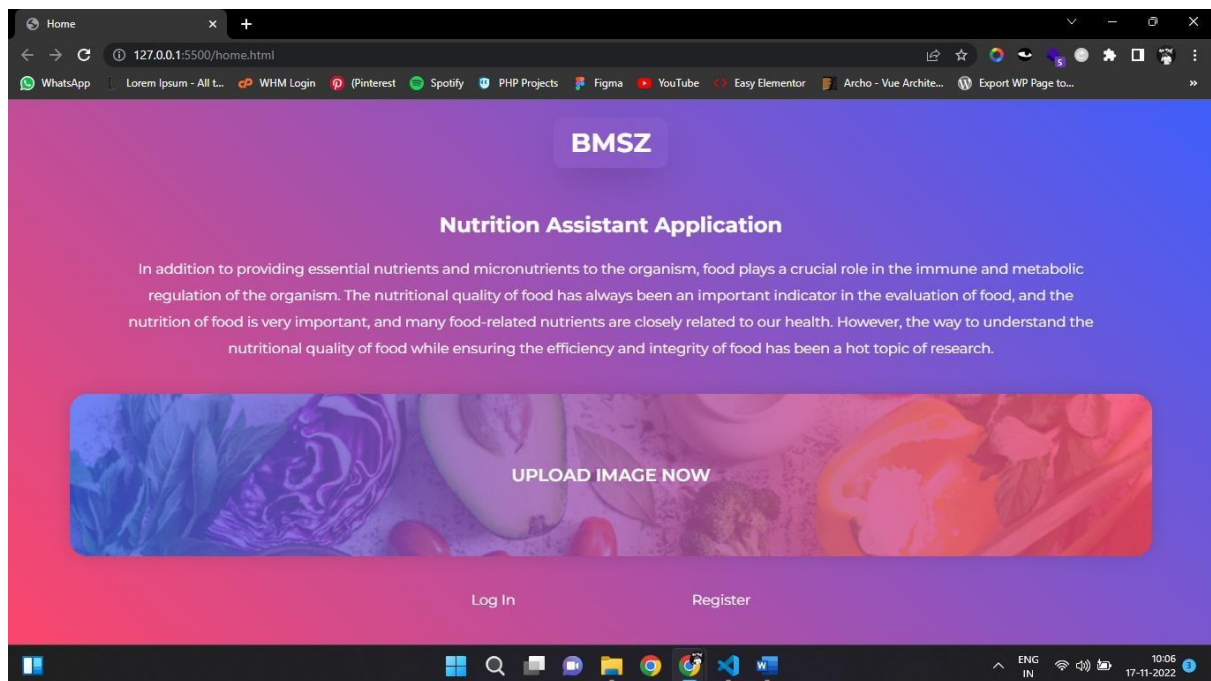 Home
127.0.0.1:5500/home.html
WhatsApp Lorem Ipsum - All t... WHM Login (Pinterest Spotify PHP Projects Figma YouTube Easy Elementor Archo - Vue Archite... Export WP Page to... »
BMSZ
Nutrition Assistant Application
In addition to providing essential nutrients and micronutrients to the organism, food plays a crucial role in the immune and metabolic
regulation of the organism. The nutritional quality of food has always been an important indicator in the evaluation of food, and the
nutrition of food is very important, and many food-related nutrients are closely related to our health. However, the way to understand the
nutritional quality of food while ensuring the efficiency and integrity of food has been a hot topic of research.
UPLOAD IMAGE NOW
Log In Register
ENG
IN
10:06
17-11-2022
3